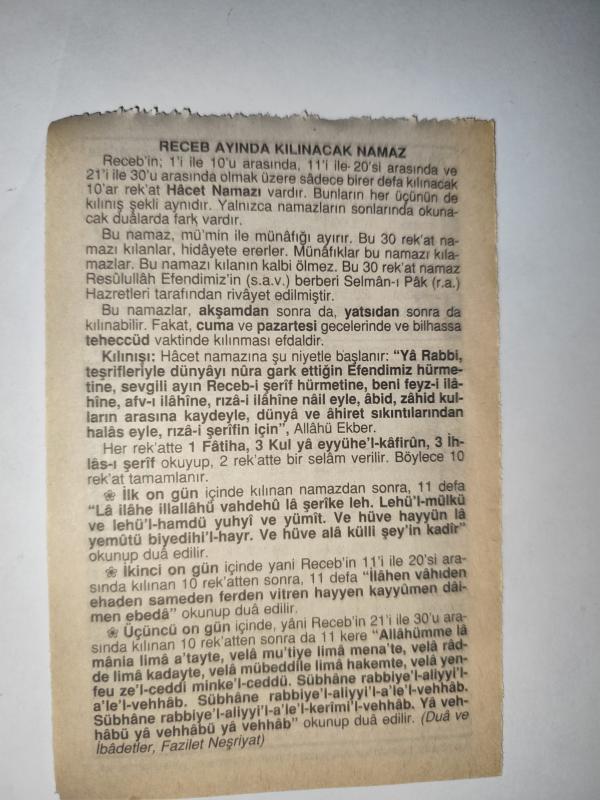 RECEB AYINDA KILINACAK NAMAZ
Receb'in; 1'i ile 10'u arasında, 11'i ile 20'si arasında ve
21'i ile 30'u arasında olmak üzere sâdece birer defa kılınacak
10'ar rek'at Hâcet Namazı vardır. Bunların her üçünün de
kılınış şekli aynıdır. Yalnızca namazların sonlarında okuna-
cak duâlarda fark vardır.
Bu namaz, mü'min ile münâfığı ayırır. Bu 30 rek'at na-
mazı kılanlar, hidâyete ererler. Münâfıklar bu namazı kıla-
mazlar. Bu namazı kılanın kalbi ölmez. Bu 30 rek'at namaz
Resûlullâh Efendimiz'in (s.a.v.) berberi Selmân-ı Pâk (r.a.)
Hazretleri tarafından rivâyet edilmiştir.
Bu namazlar, akşamdan sonra da, yatsıdan sonra da
kılınabilir. Fakat, cuma ve pazartesi gecelerinde ve bilhassa
teheccüd vaktinde kılınması efdaldir.
Kılınışı: Hâcet namazına şu niyetle başlanır: “Yâ Rabbi,
teşrifleriyle dünyâyı nûra gark ettiğin Efendimiz hürme-
tine, sevgili ayın Receb-i şerîf hürmetine, beni feyz-i ilâ-
hîne, afv-ı ilâhîne, rızâ-i ilâhîne nâil eyle, âbid, zâhid kul-
ların arasına kaydeyle, dünyâ ve âhiret sıkıntılarından
halâs eyle, rızâ-i şerîfin için”, Allâhü Ekber.
Her rek'atte 1 Fâtiha, 3 Kul yâ eyyühe'l-kâfirûn, 3 İh-
lâs-ı şerîf okuyup, 2 rek'atte bir selâm verilir. Böylece 10
rek'at tamamlanır.
❀ İlk on gün içinde kılınan namazdan sonra, 11 defa
“Lâ ilâhe illallâhü vahdehû lâ şerîke leh. Lehü'l-mülkü
ve lehü'l-hamdü yuhyî ve yümît. Ve hüve hayyün lâ
yemûtü biyedihi'l-hayr. Ve hüve alâ külli şey'in kadîr”
okunup duâ edilir.
❀ İkinci on gün içinde yani Receb'in 11'i ile 20'si ara-
sında kılınan 10 rek'atten sonra, 11 defa “İlâhen vâhıden
ehaden sameden ferden vitren hayyen kayyûmen dâi-
men ebedâ” okunup duâ edilir.
❀ Üçüncü on gün içinde, yâni Receb'in 21'i ile 30'u ara-
sında kılınan 10 rek'atten sonra da 11 kere “Allâhümme lâ
mânia limâ a'tayte, velâ mu'tiye limâ mena'te, velâ râd-
de limâ kadayte, velâ mübeddile limâ hakemte, velâ yen-
feu ze'l-ceddi minke'l-ceddü. Sübhâne rabbiye'l-aliyyi'l-
a'le'l-vehhâb. Sübhâne rabbiye'l-aliyyi'l-a'le'l-vehhâb.
Sübhâne rabbiye'l-aliyyi'l-a'le'l-kerîmi'l-vehhâb. Yâ veh-
hâbü yâ vehhâbü yâ vehhâb” okunup duâ edilir. (Duâ ve
İbâdetler, Fazilet Neşriyat)